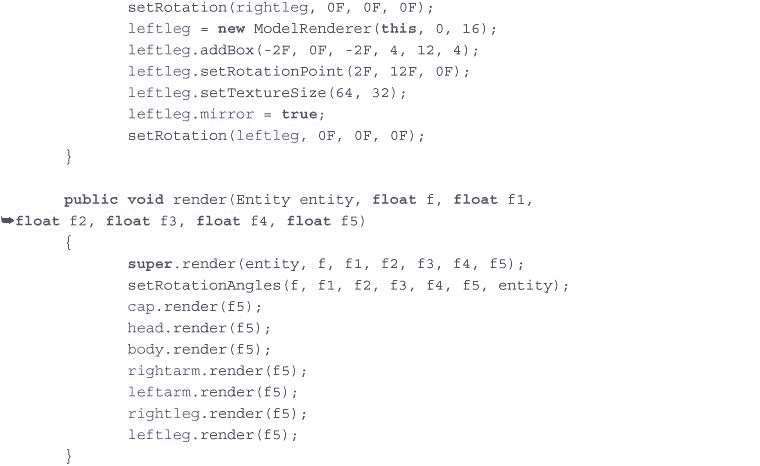 setRotation(rightleg, 0F, 0F, 0F);
leftleg = new ModelRenderer(this, 0, 16);
leftleg.addBox(-2F, 0F, -2F, 4, 12, 4);
leftleg.setRotationPoint(2F, 12F, 0F);
leftleg.setTextureSize(64, 32);
leftleg.mirror = true;
setRotation(leftleg, 0F, 0F, 0F);
}
public void render(Entity entity, float f, float f1,
➥float f2, float f3, float f4, float f5)
{
super.render(entity, f, f1, f2, f3, f4, f5);
setRotationAngles(f, f1, f2, f3, f4, f5, entity);
cap.render(f5);
head.render(f5);
body.render(f5);
rightarm.render(f5);
leftarm.render(f5);
rightleg.render(f5);
leftleg.render(f5);
}